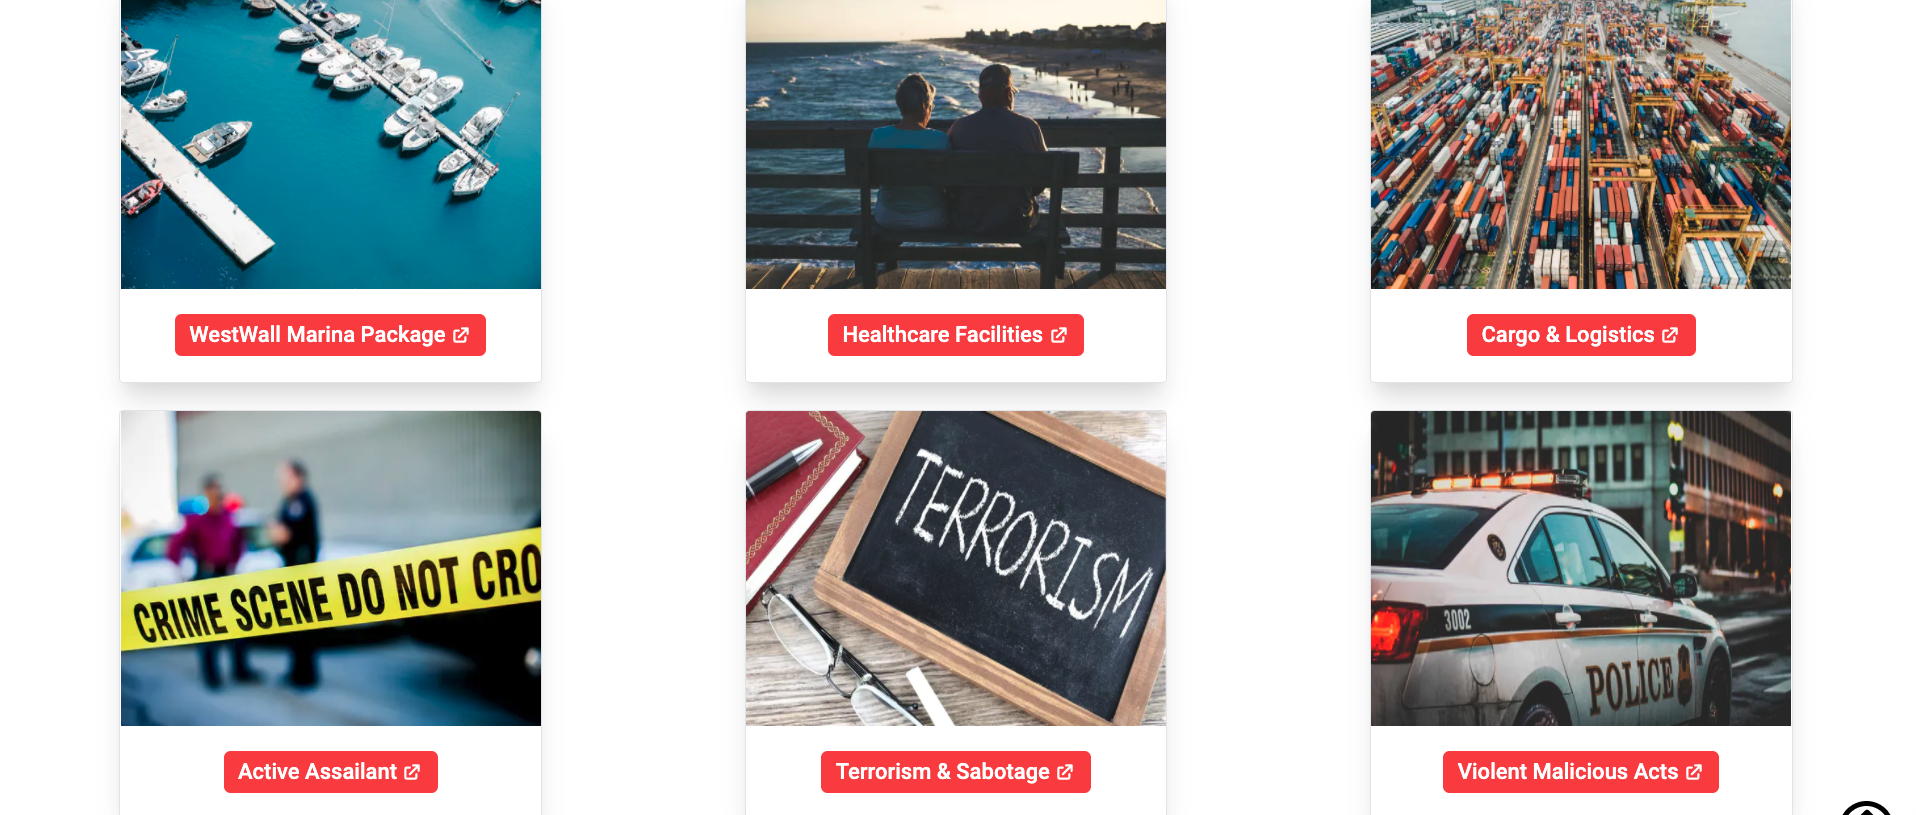 WestWall Marina Package
Healthcare Facilities
Cargo & Logistics
CRIME SCENE DO NOT CRO
TERRORISM
3002
POLICE
Active Assailant
Terrorism & Sabotage
Violent Malicious Acts